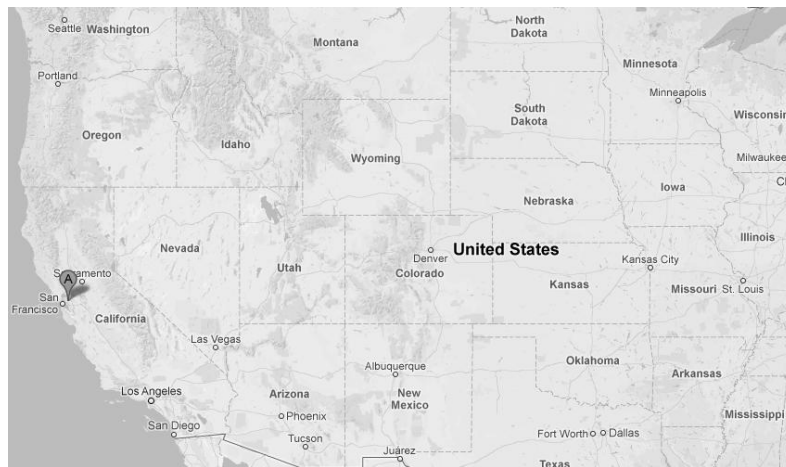 Seattle
Washington
Montana
North
Dakota
Minnesota
Portland
Minneapolis
South
Dakota
Wisconsin
Oregon
Idaho
Wyoming
Milwaukee
Iowa
Nebraska
Nevada
Illinois
Denver
United States
Utah
Colorado
Kansas City
A
Sacramento
Kansas
Missouri
St. Louis
San
Francisco
California
Las Vegas
Oklahoma
Albuquerque
Arkansas
Los Angeles
Arizona
New
Mexico
Phoenix
Mississippi
San Diego
Tucson
Fort Worth
Dallas
Juárez
Texas